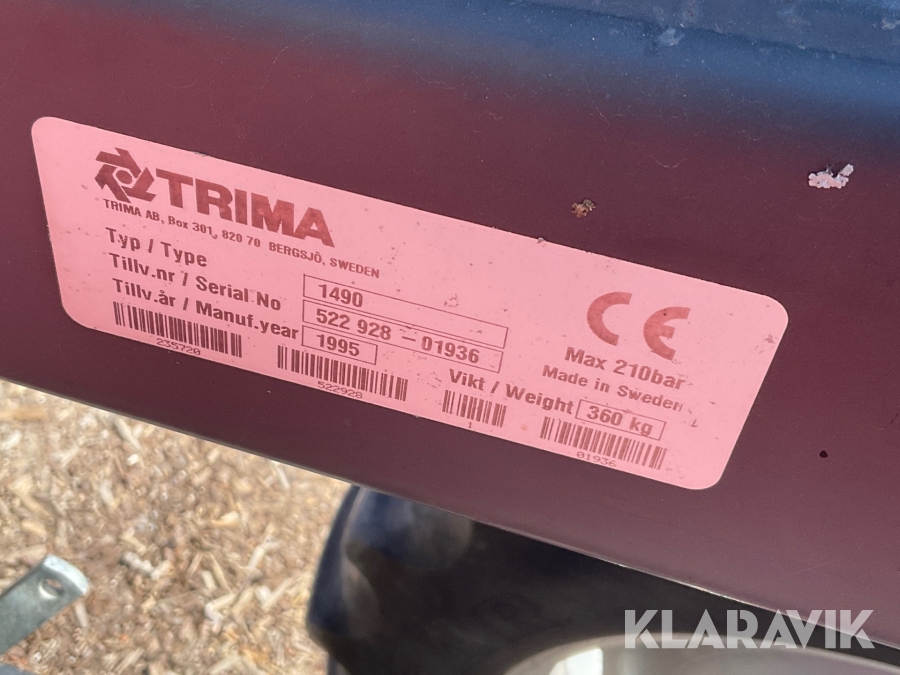 TRIMA
TRIMA AB, Box 301, 820 70 BERGSJÖ, SWEDEN
Typ / Type 1490
Tillv.nr / Serial No 522 928 - 01936
Tillv.år / Manuf.year 1995
CE
Max 210bar
Made in Sweden
Vikt / Weight 360 kg
235720
522928
1
01936
KLARAVIK